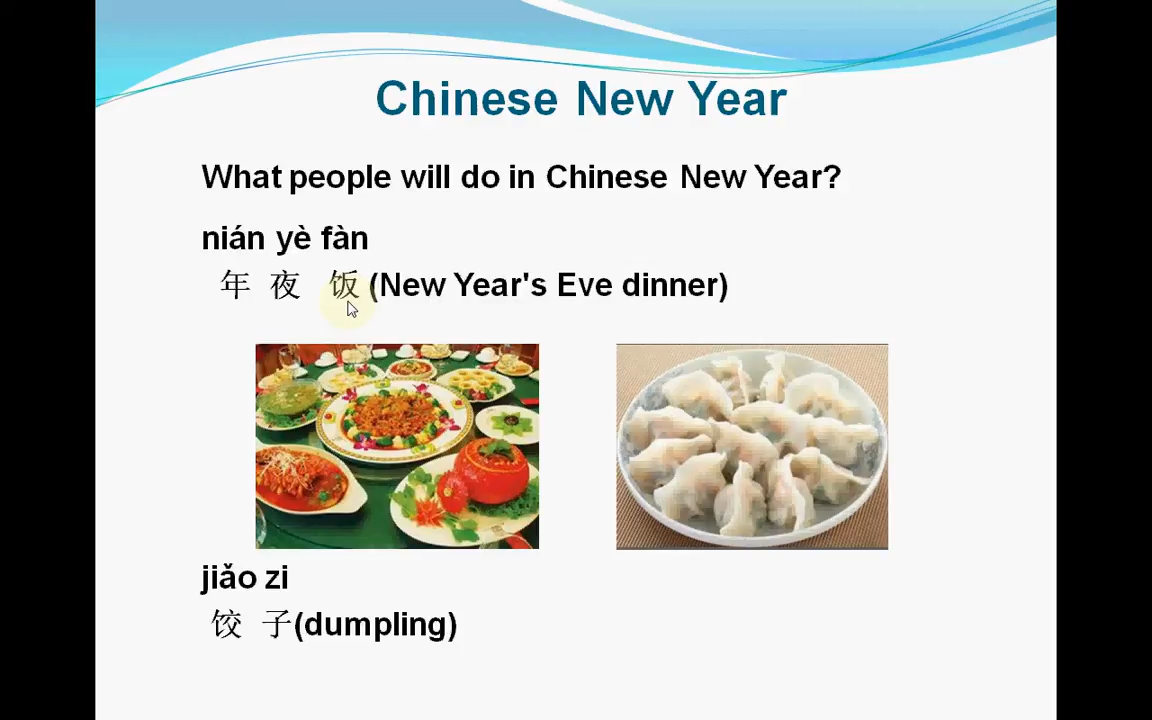 Chinese New Year
What people will do in Chinese New Year?
nián yè fàn
年 夜 饭 (New Year's Eve dinner)
jiǎo zi
饺 子(dumpling)